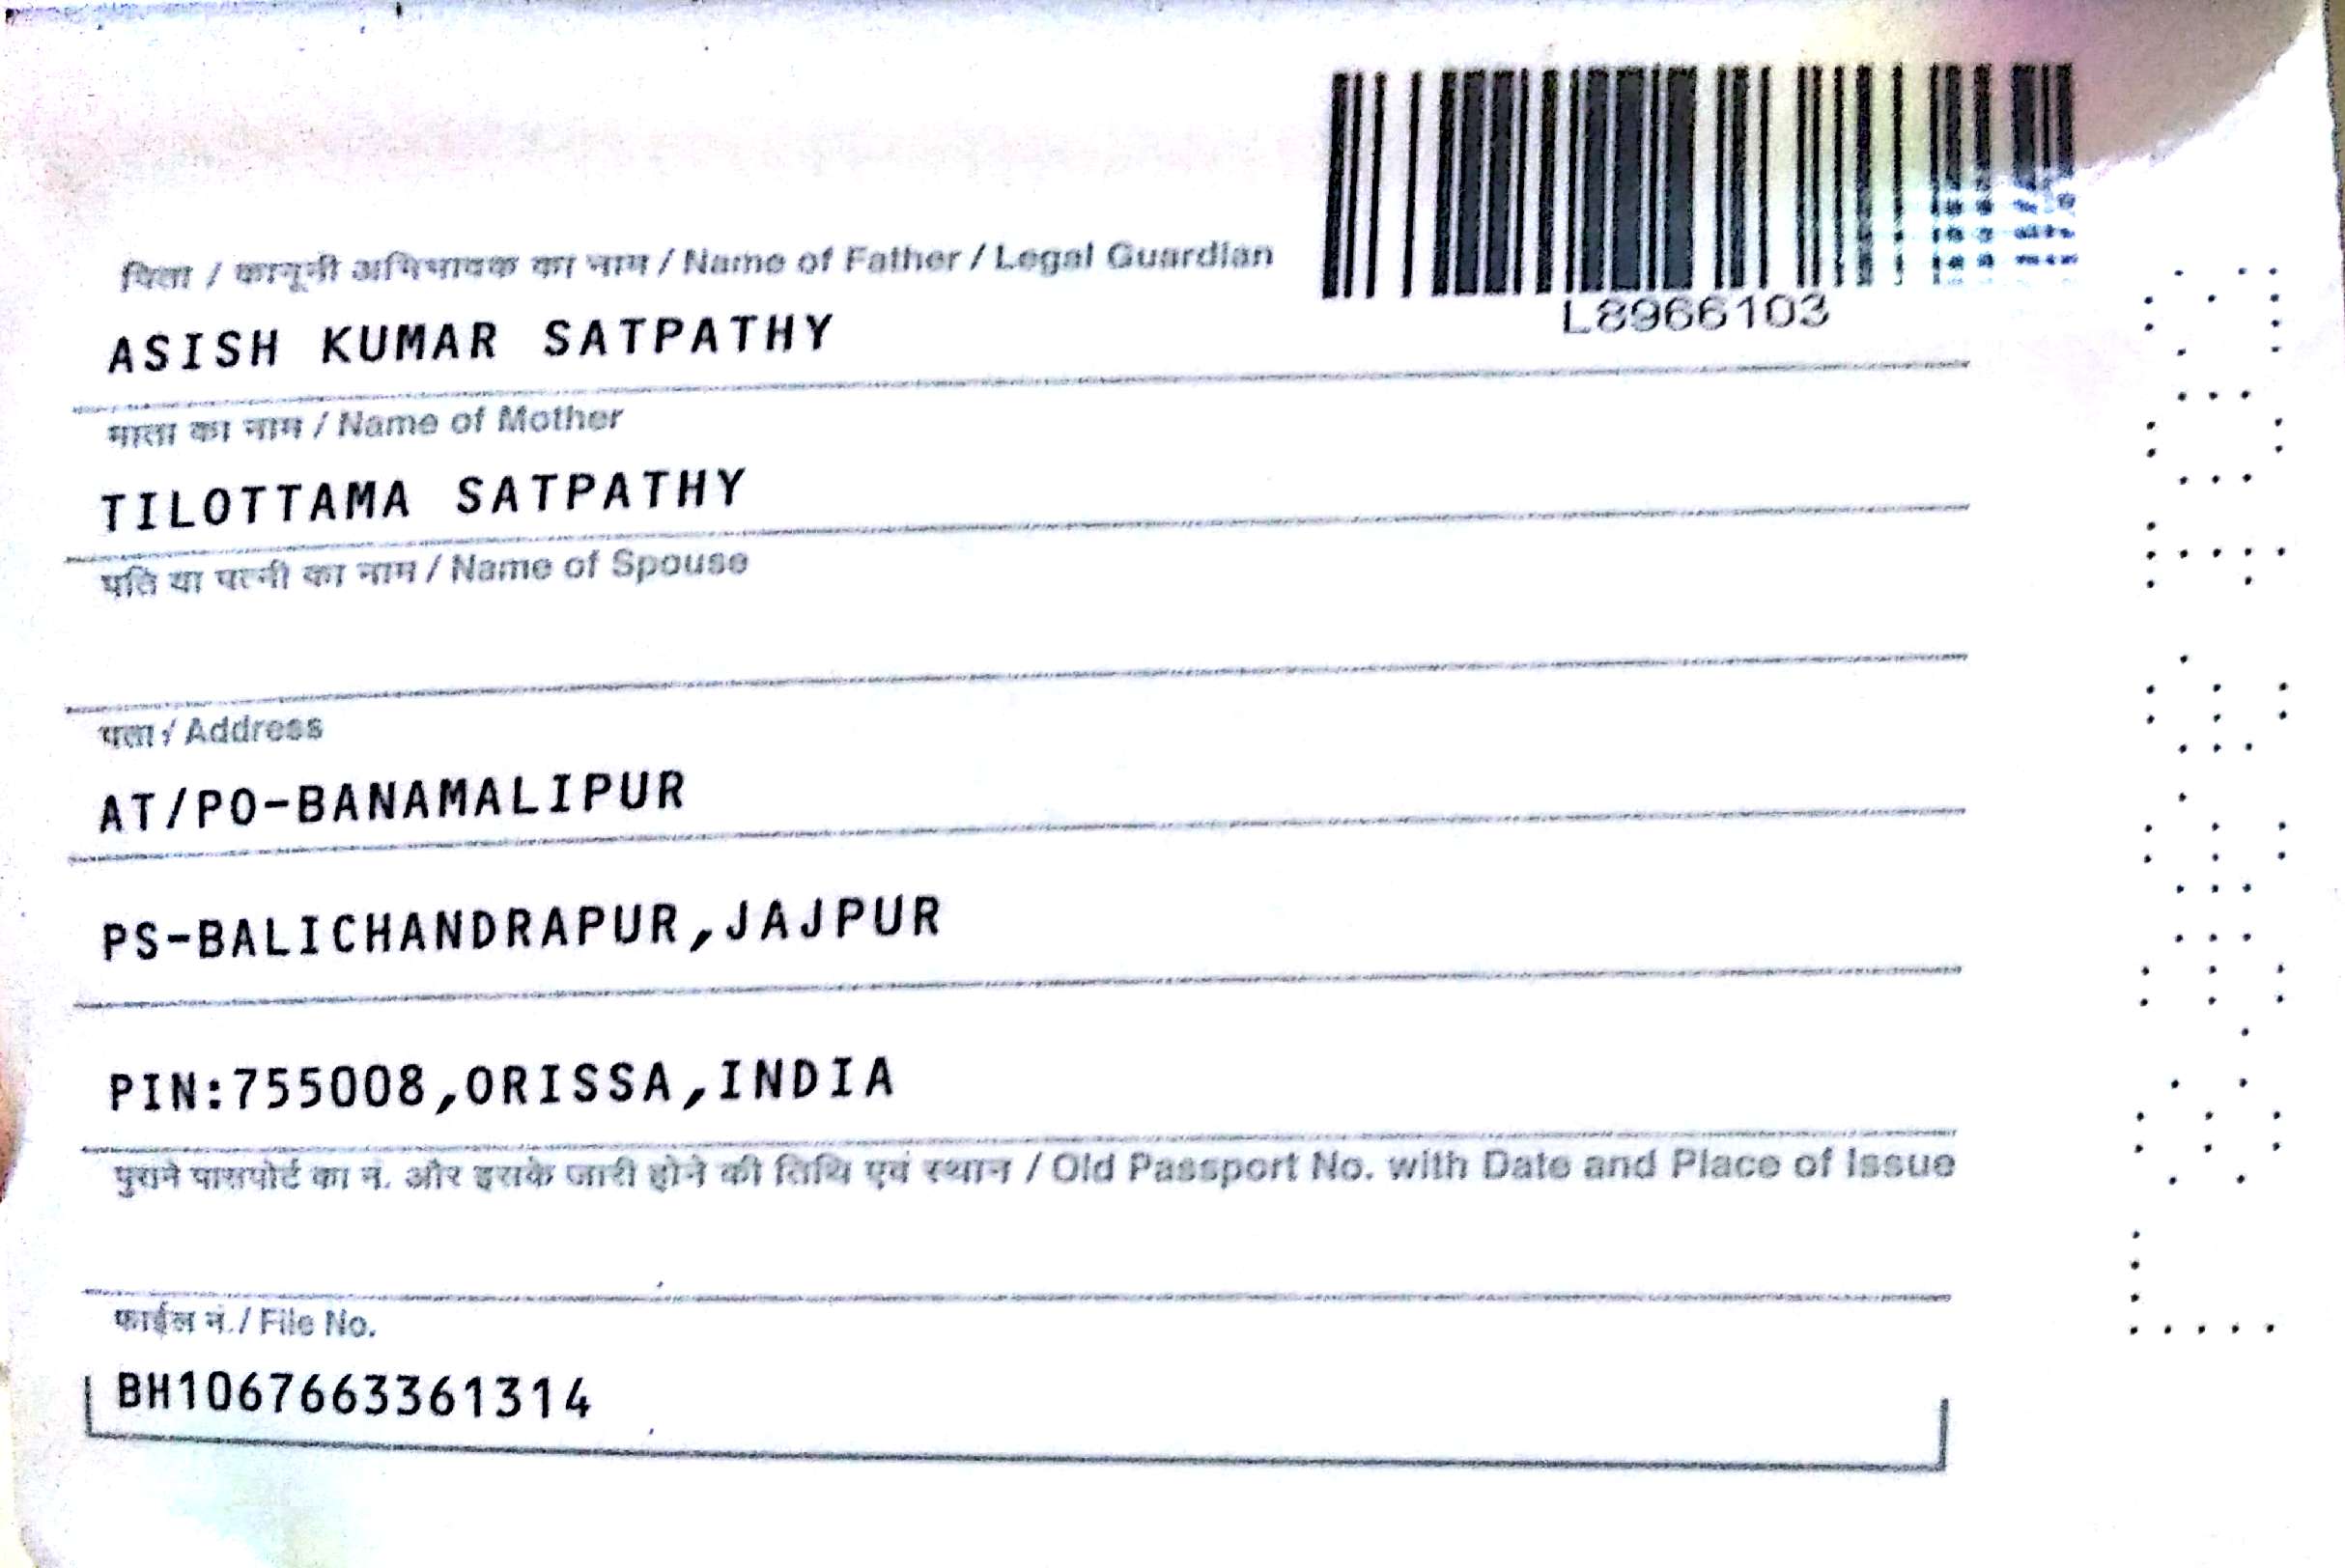 L8966103
पिता / कानूनी अभिभावक का नाम / Name of Father / Legal Guardian
ASISH KUMAR SATPATHY
माता का नाम / Name of Mother
TILOTTAMA SATPATHY
पति या पत्नी का नाम / Name of Spouse
पता / Address
AT/PO-BANAMALIPUR
PS-BALICHANDRAPUR,JAJPUR
PIN:755008,ORISSA,INDIA
पुराने पासपोर्ट का नं. और इसके जारी होने की तिथि एवं स्थान / Old Passport No. with Date and Place of Issue
फाईल नं./ File No.
BH1067663361314